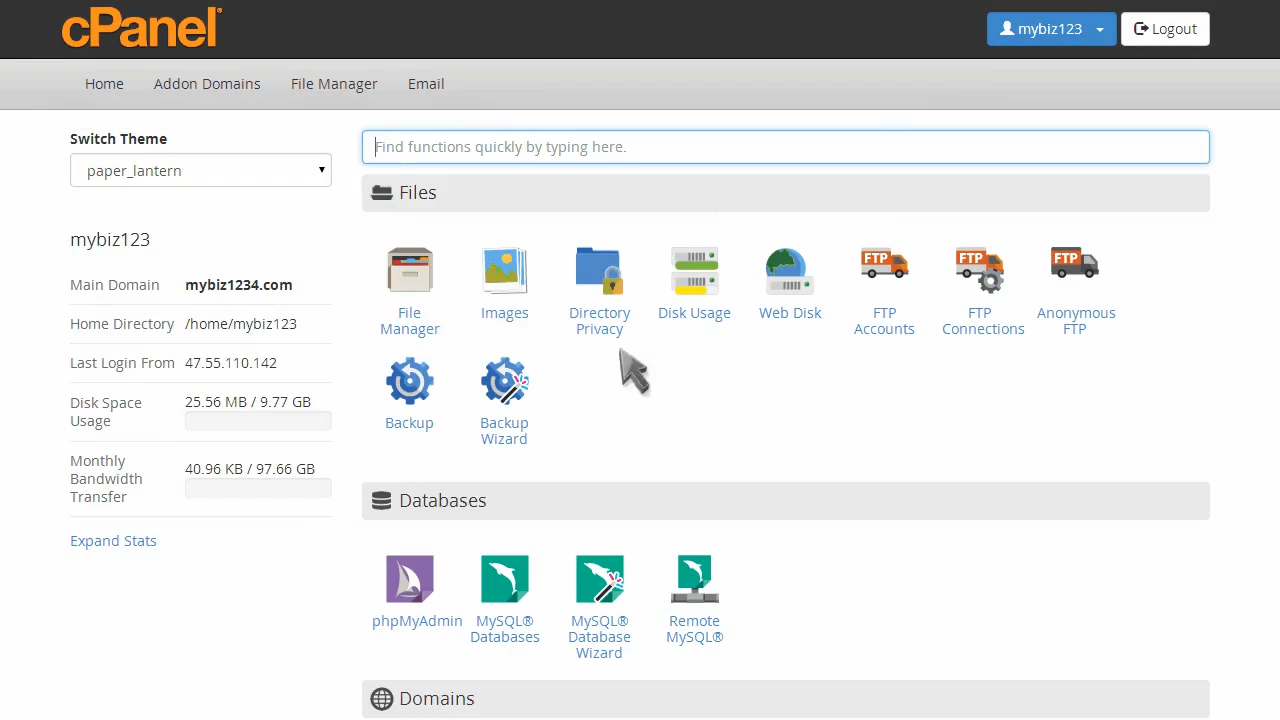 cPanel®
mybiz123
Logout
Home
Addon Domains
File Manager
Email
Switch Theme
paper_lantern
mybiz123
Main Domain mybiz1234.com
Home Directory /home/mybiz123
Last Login From 47.55.110.142
Disk Space
Usage
25.56 MB / 9.77 GB
Monthly
Bandwidth
Transfer
40.96 KB / 97.66 GB
Expand Stats
Find functions quickly by typing here.
Files
File
Manager
Images
Directory
Privacy
Disk Usage
Web Disk
FTP
FTP
Accounts
FTP
FTP
Connections
FTP
Anonymous
FTP
Backup
Backup
Wizard
Databases
phpMyAdmin
MySQL®
Databases
MySQL®
Database
Wizard
Remote
MySQL®
Domains